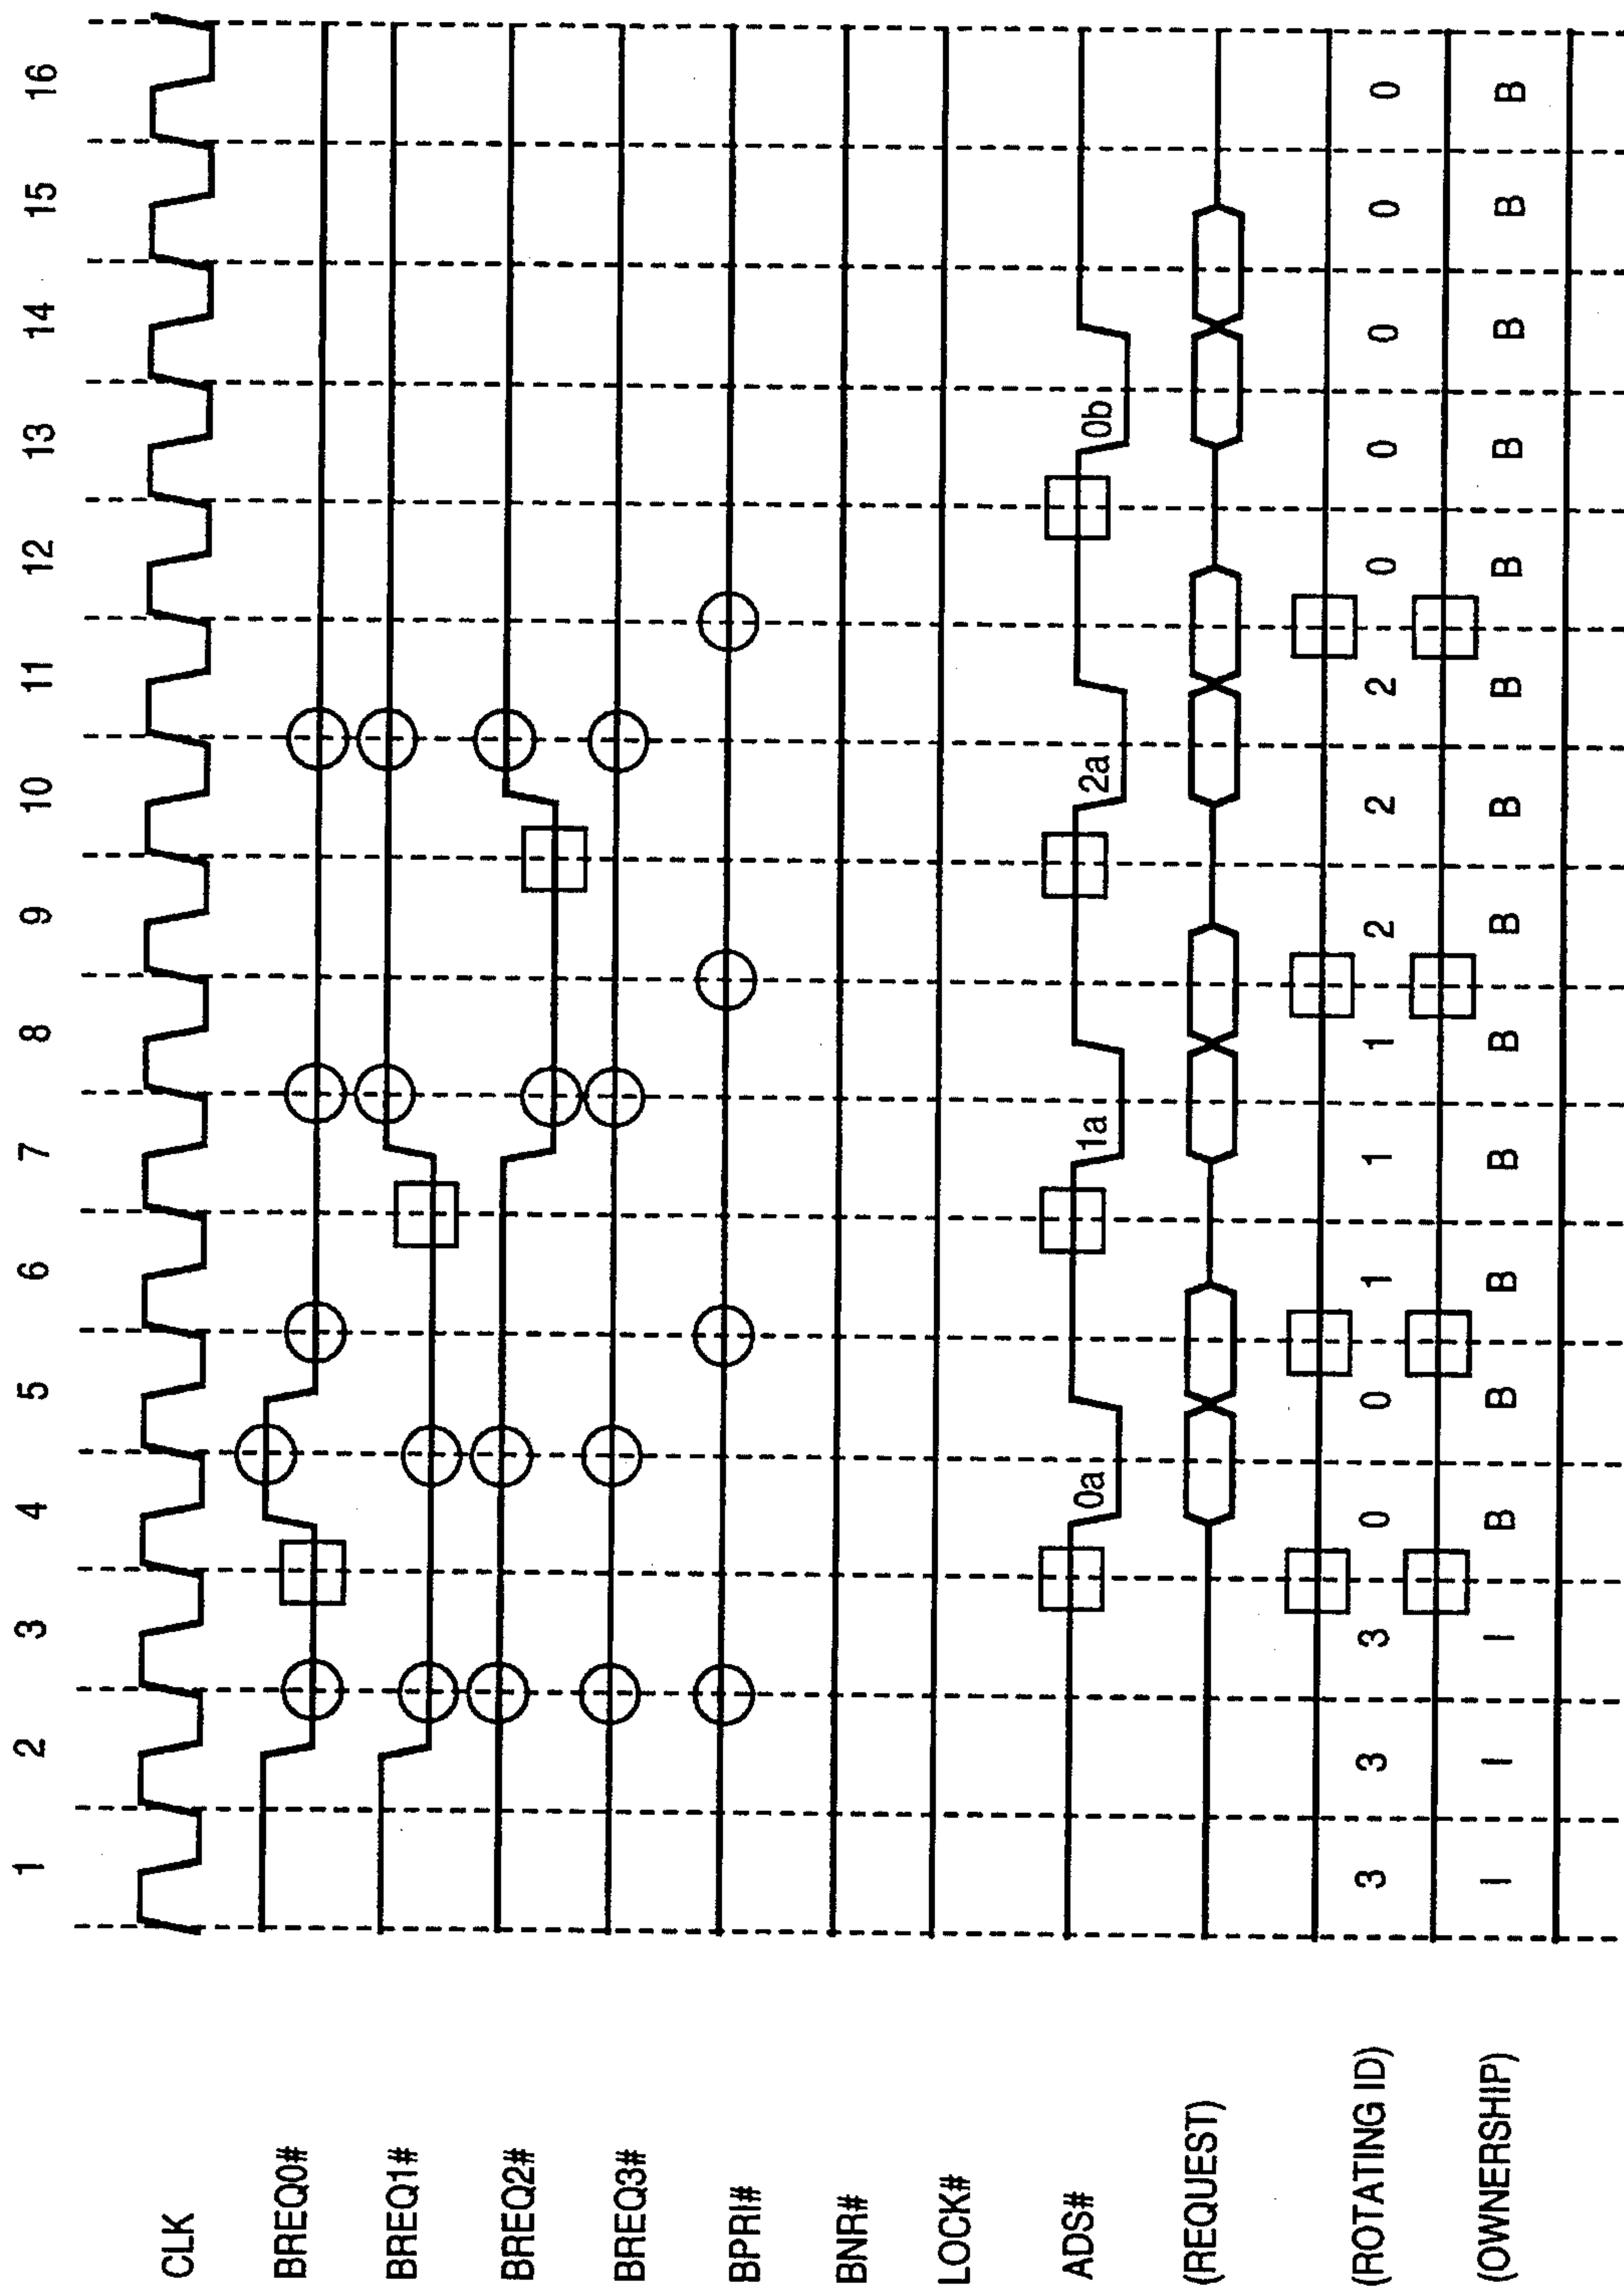 1 2 3 4 5 6 7 8 9 10 11 12 13 14 15 16
CLK
BREQ0#
BREQ1#
BREQ2#
BREQ3#
BPRI#
BNR#
LOCK#
ADS# 0a 1a 2a 0b
(REQUEST)
(ROTATING ID) 3 3 3 0 0 1 1 1 2 2 2 0 0 0 0 0
(OWNERSHIP) I I I B B B B B B B B B B B B B